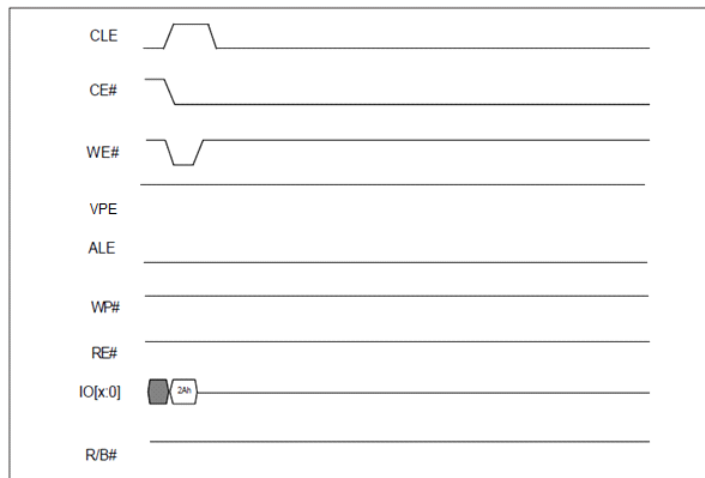 CLE
CE#
WE#
VPE
ALE
WP#
RE#
IO[x:0] 2Ah
R/B#